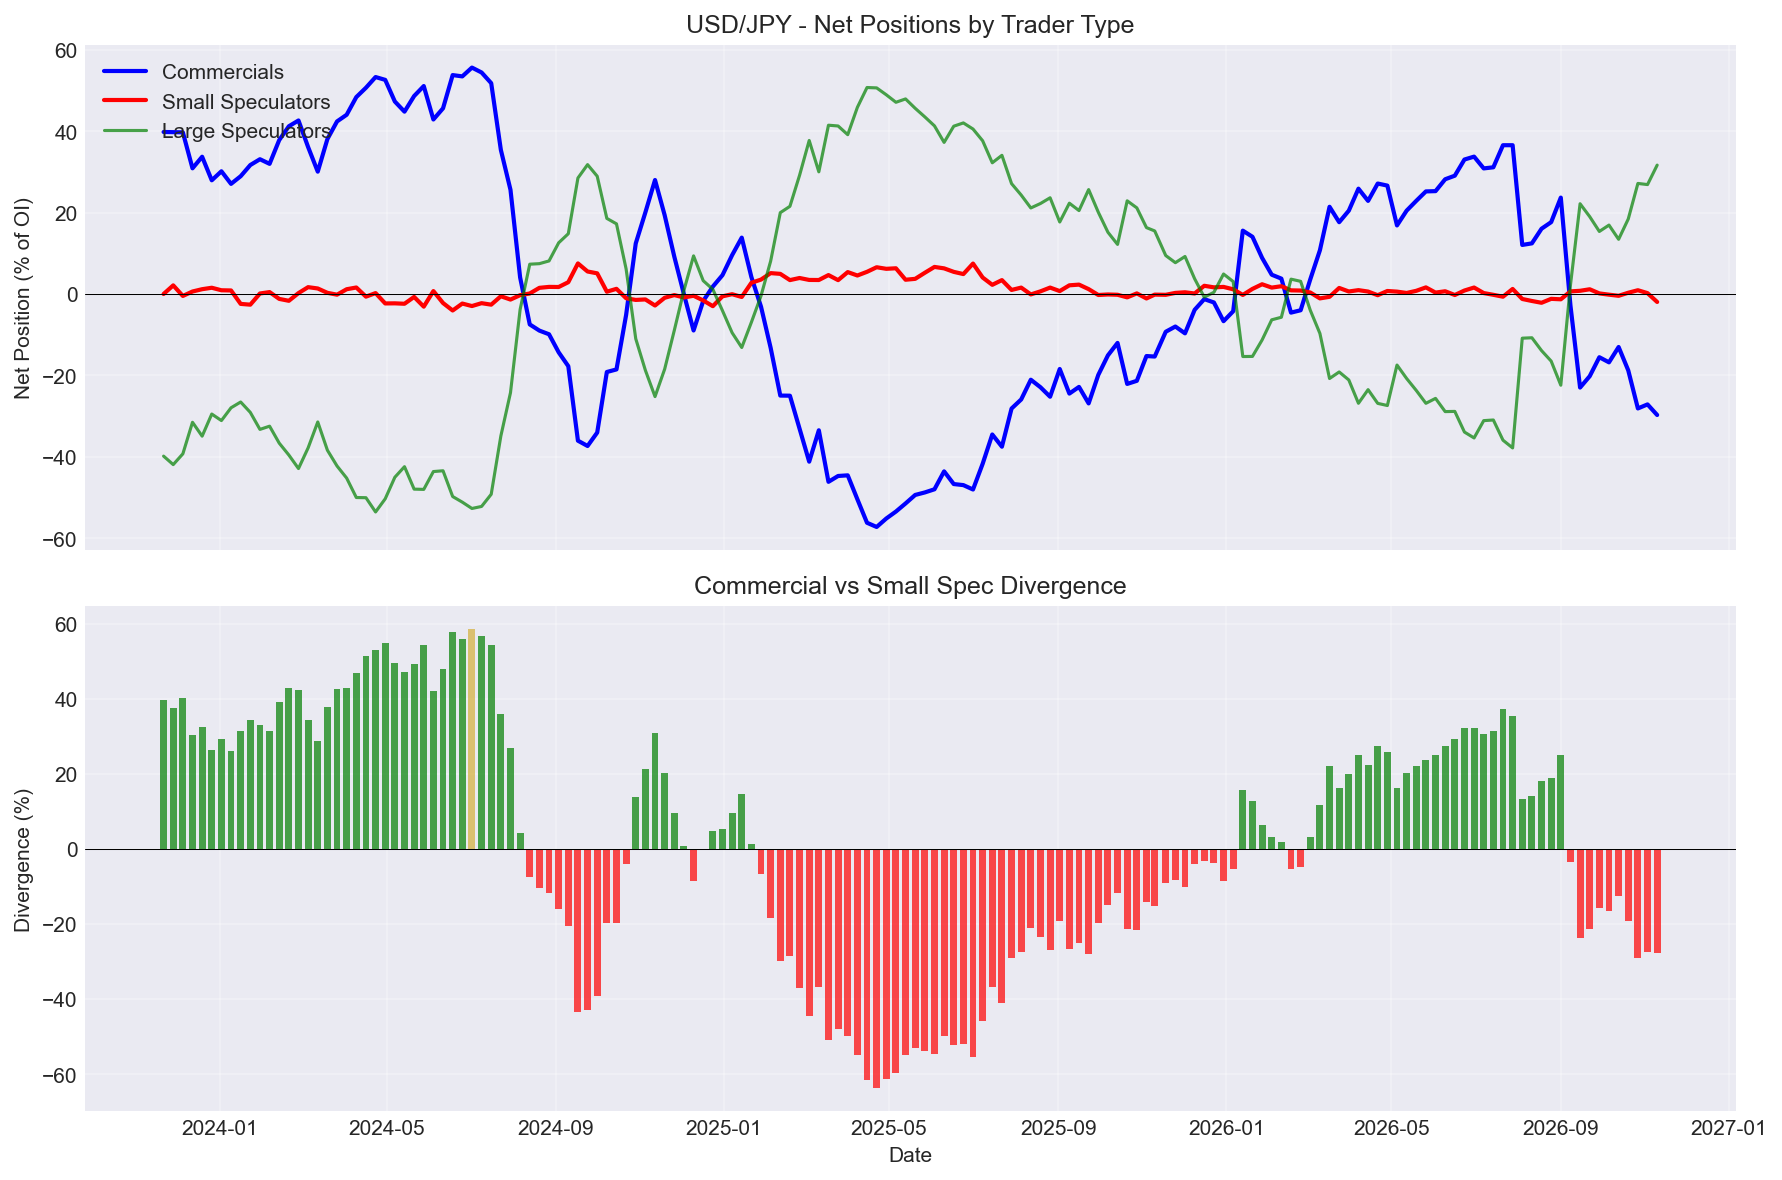 USD/JPY - Net Positions by Trader Type
Net Position (% of OI)
60
40
20
0
−20
−40
−60
Commercials
Small Speculators
Large Speculators
Commercial vs Small Spec Divergence
Divergence (%)
60
40
20
0
−20
−40
−60
2024-01 2024-05 2024-09 2025-01 2025-05 2025-09 2026-01 2026-05 2026-09 2027-01
Date